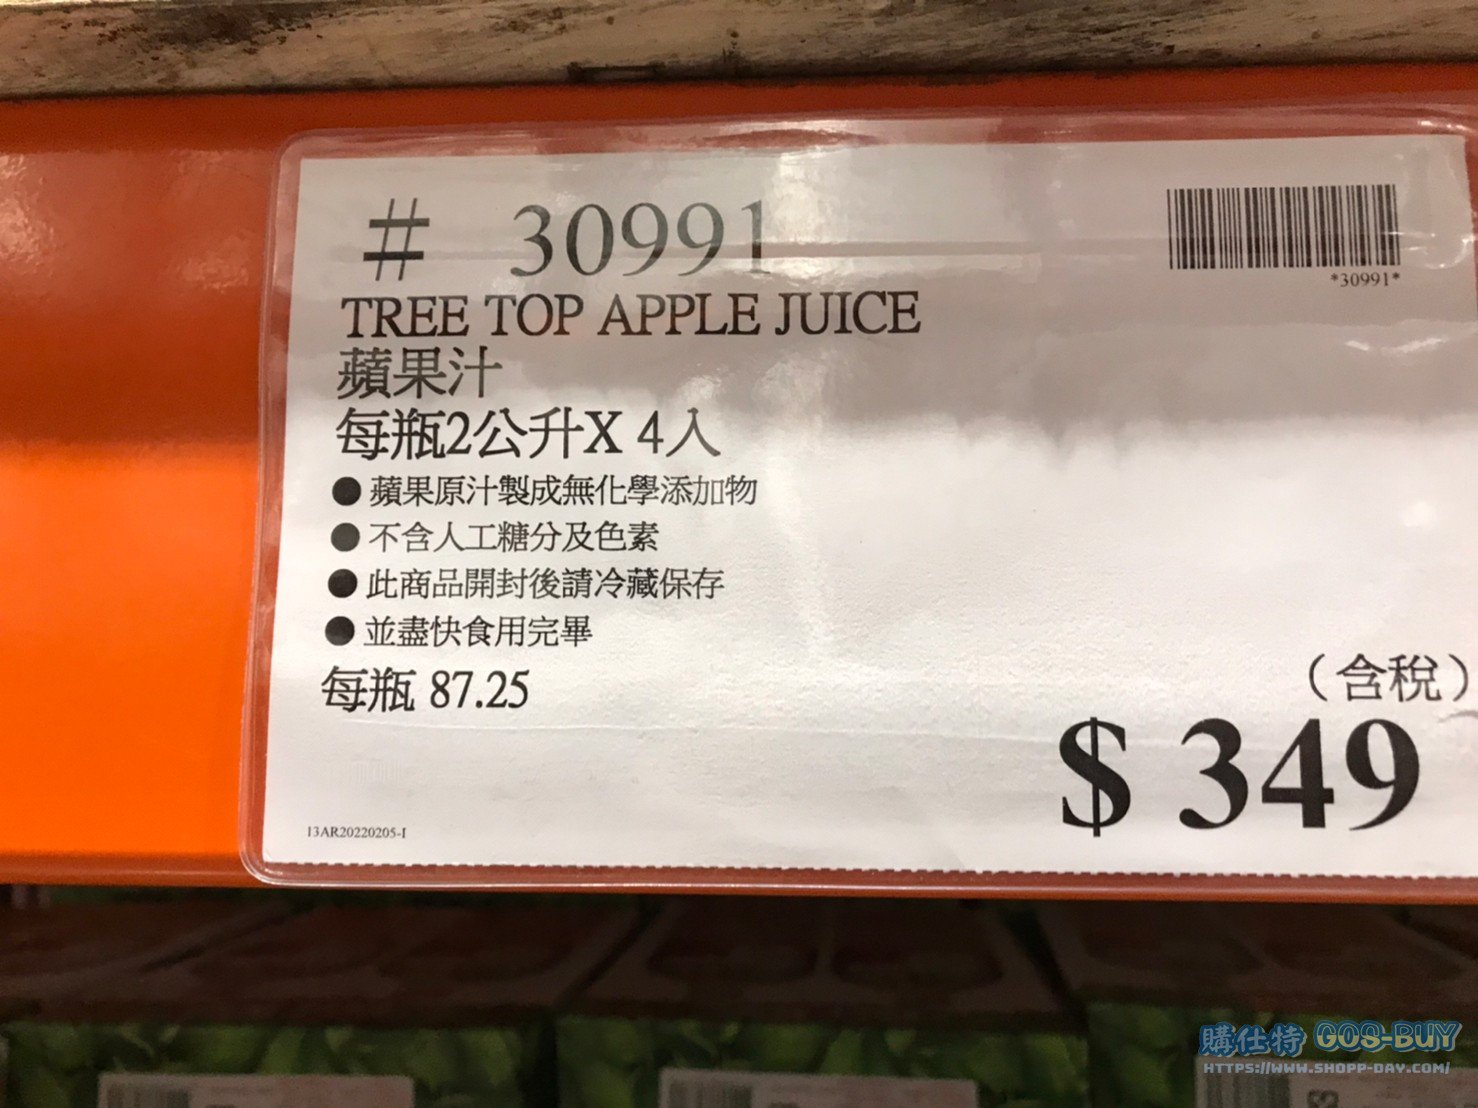 # 30991
*30991*
TREE TOP APPLE JUICE
蘋果汁
每瓶2公升X 4入
● 蘋果原汁製成無化學添加物
● 不含人工糖分及色素
● 此商品開封後請冷藏保存
● 並盡快食用完畢
每瓶 87.25
(含稅)
$ 349
13AR20220205-1
購仕特 GOS-BUY
HTTPS://WWW.SHOPP-DAY.COM/